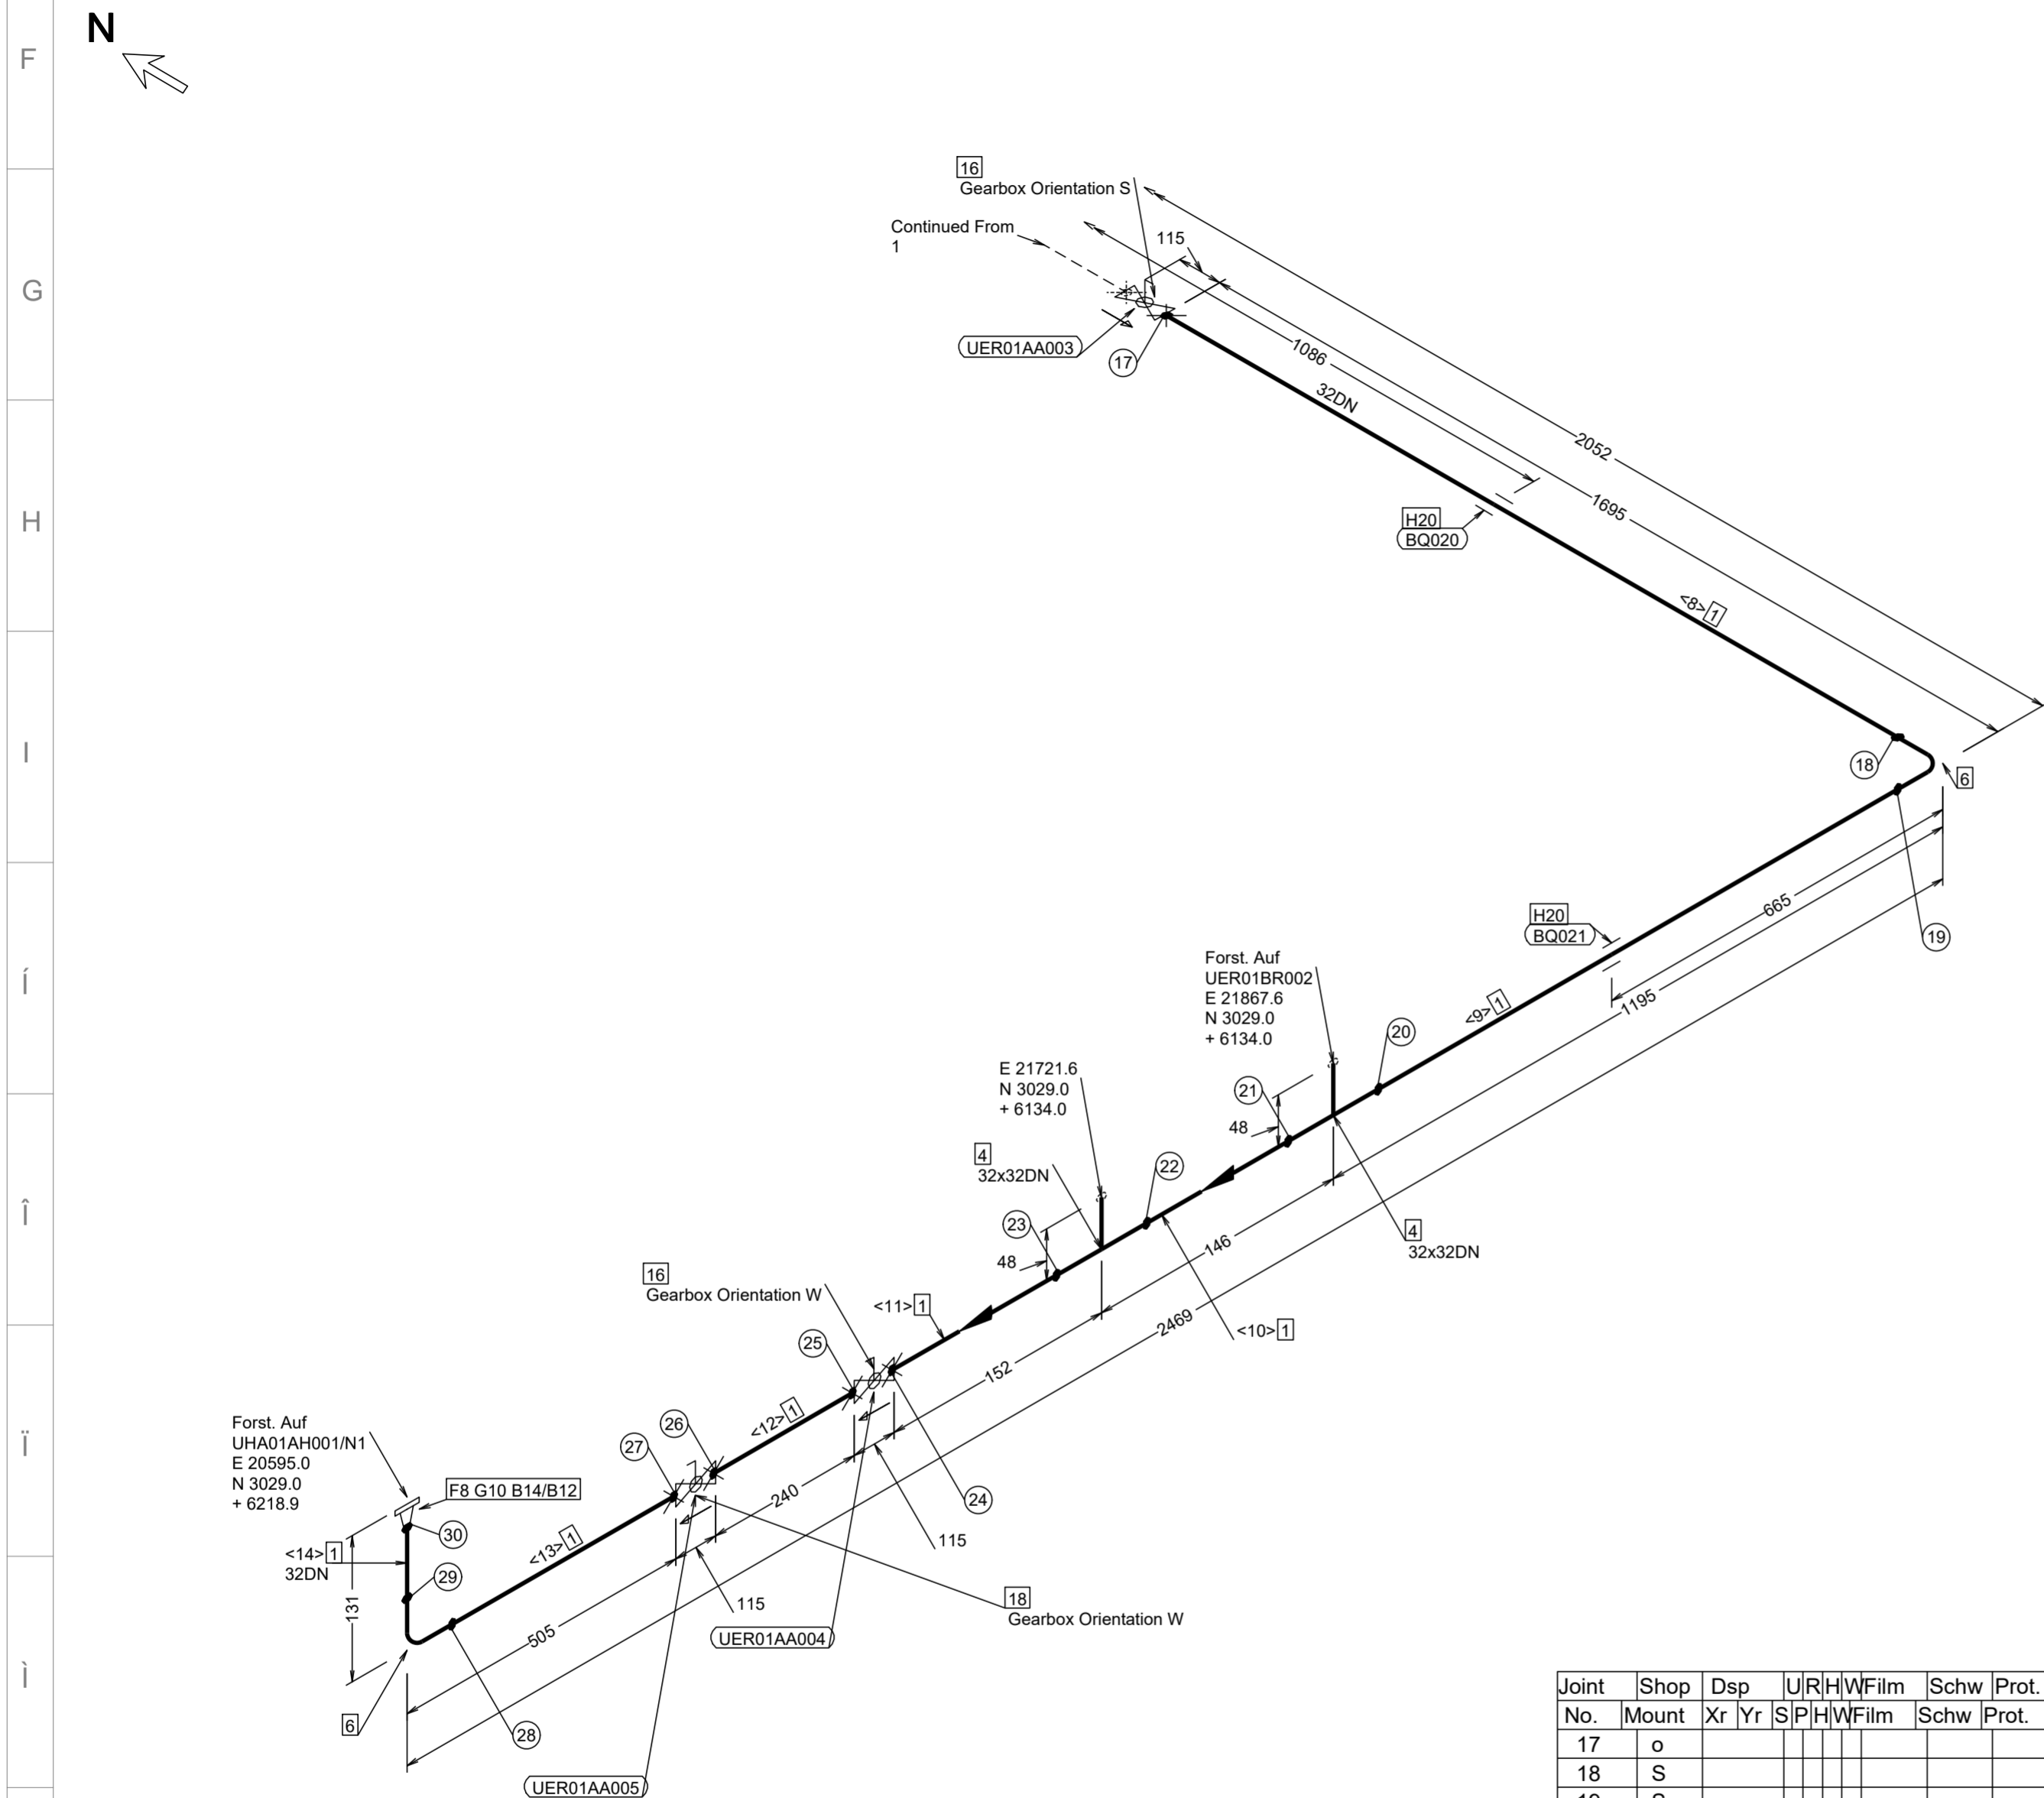 N
F
G
H
I
Í
Î
Ï
Ì
16
Gearbox Orientation S
Continued From
1
115
UER01AA003
17
1086
32DN
2052
1695
H20
BQ020
<8> 1
18
6
19
665
H20
BQ021
1195
<9> 1
Forst. Auf
UER01BR002
E 21867.6
N 3029.0
+ 6134.0
20
21
48
E 21721.6
N 3029.0
+ 6134.0
4
32x32DN
22
23
48
146
4
32x32DN
2469
<10> 1
16
Gearbox Orientation W
<11> 1
25
152
24
115
<12> 1
26
27
240
Forst. Auf
UHA01AH001/N1
E 20595.0
N 3029.0
+ 6218.9
F8 G10 B14/B12
30
<14> 1
32DN
29
131
<13> 1
115
18
Gearbox Orientation W
UER01AA004
505
6
28
UER01AA005
Joint Shop Dsp U R H W Film Schw Prot.
No. Mount Xr Yr S P H W Film Schw Prot.
17 o
18 S